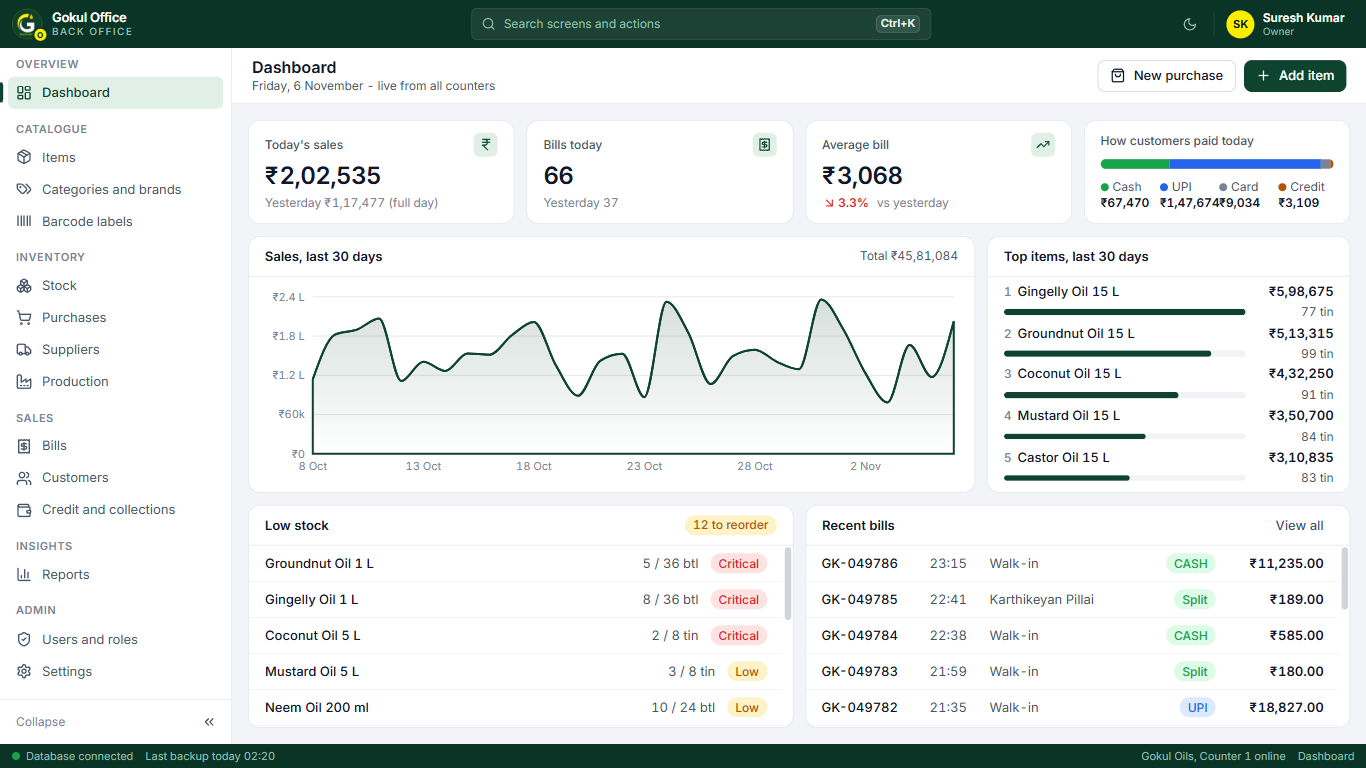 Gokul Office
BACK OFFICE
Search screens and actions
Ctrl+K
SK
Suresh Kumar
Owner
OVERVIEW
Dashboard
CATALOGUE
Items
Categories and brands
Barcode labels
INVENTORY
Stock
Purchases
Suppliers
Production
SALES
Bills
Customers
Credit and collections
INSIGHTS
Reports
ADMIN
Users and roles
Settings
Collapse
Dashboard
Friday, 6 November - live from all counters
New purchase
Add item
Today's sales
₹2,02,535
Yesterday ₹1,17,477 (full day)
Bills today
66
Yesterday 37
Average bill
₹3,068
3.3% vs yesterday
How customers paid today
Cash UPI Card Credit
₹67,470 ₹1,47,674 ₹9,034 ₹3,109
Sales, last 30 days
Total ₹45,81,084
₹2.4 L
₹1.8 L
₹1.2 L
₹60k
₹0
8 Oct 13 Oct 18 Oct 23 Oct 28 Oct 2 Nov
Top items, last 30 days
1 Gingelly Oil 15 L ₹5,98,675
77 tin
2 Groundnut Oil 15 L ₹5,13,315
99 tin
3 Coconut Oil 15 L ₹4,32,250
91 tin
4 Mustard Oil 15 L ₹3,50,700
84 tin
5 Castor Oil 15 L ₹3,10,835
83 tin
Low stock
12 to reorder
Groundnut Oil 1 L 5 / 36 btl Critical
Gingelly Oil 1 L 8 / 36 btl Critical
Coconut Oil 5 L 2 / 8 tin Critical
Mustard Oil 5 L 3 / 8 tin Low
Neem Oil 200 ml 10 / 24 btl Low
Recent bills
View all
GK-049786 23:15 Walk-in CASH ₹11,235.00
GK-049785 22:41 Karthikeyan Pillai Split ₹189.00
GK-049784 22:38 Walk-in CASH ₹585.00
GK-049783 21:59 Walk-in Split ₹180.00
GK-049782 21:35 Walk-in UPI ₹18,827.00
Database connected Last backup today 02:20
Gokul Oils, Counter 1 online Dashboard